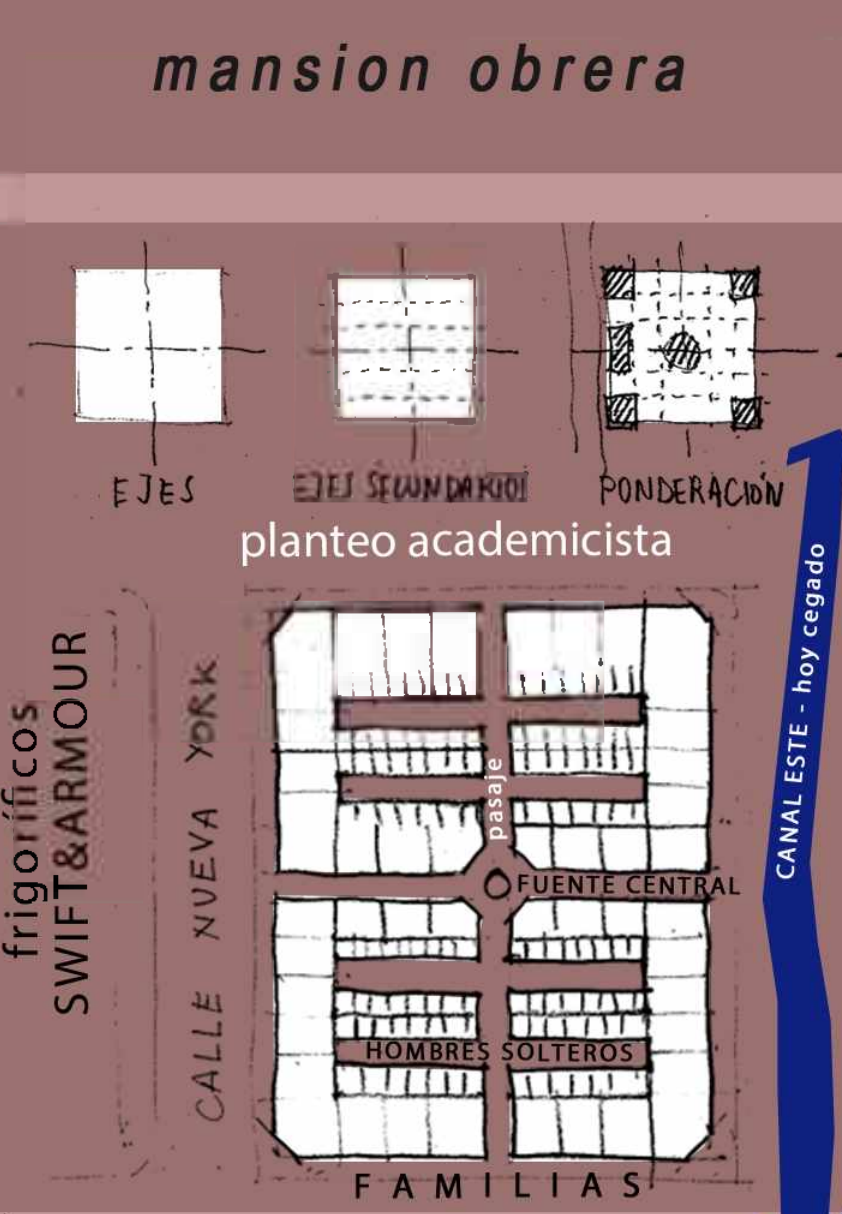 mansion obrera
EJES
EJES SECUNDARIOS
PONDERACIÓN
planteo academicista
frigoríficos
SWIFT&ARMOUR
CALLE NUEVA YORK
pasaje
FUENTE CENTRAL
HOMBRES SOLTEROS
FAMILIAS
CANAL ESTE - hoy cegado